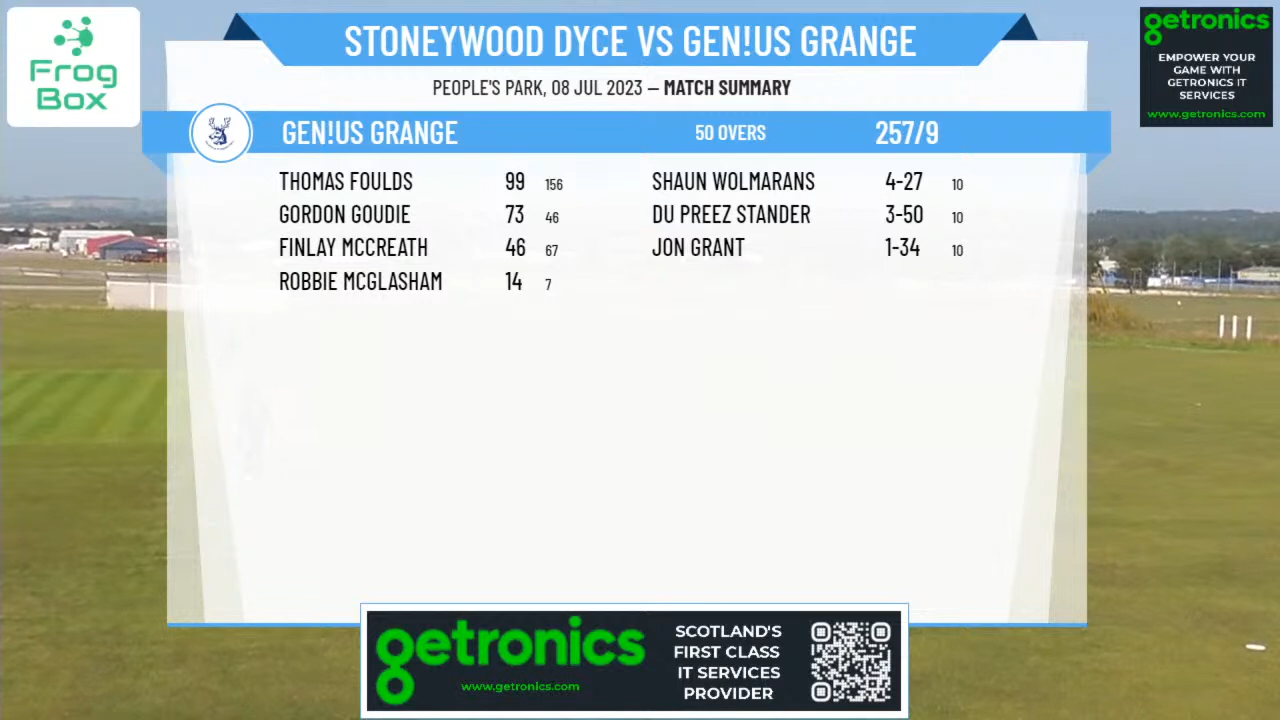 Frog
Box
STONEYWOOD DYCE VS GEN!US GRANGE
getronics
EMPOWER YOUR
GAME WITH
GETRONICS IT
SERVICES
www.getronics.com
PEOPLE'S PARK, 08 JUL 2023 – MATCH SUMMARY
GEN!US GRANGE 50 OVERS 257/9
THOMAS FOULDS 99 156 SHAUN WOLMARANS 4-27 10
GORDON GOUDIE 73 46 DU PREEZ STANDER 3-50 10
FINLAY MCCREATH 46 67 JON GRANT 1-34 10
ROBBIE MCGLASHAM 14 7
getronics
www.getronics.com
SCOTLAND'S
FIRST CLASS
IT SERVICES
PROVIDER